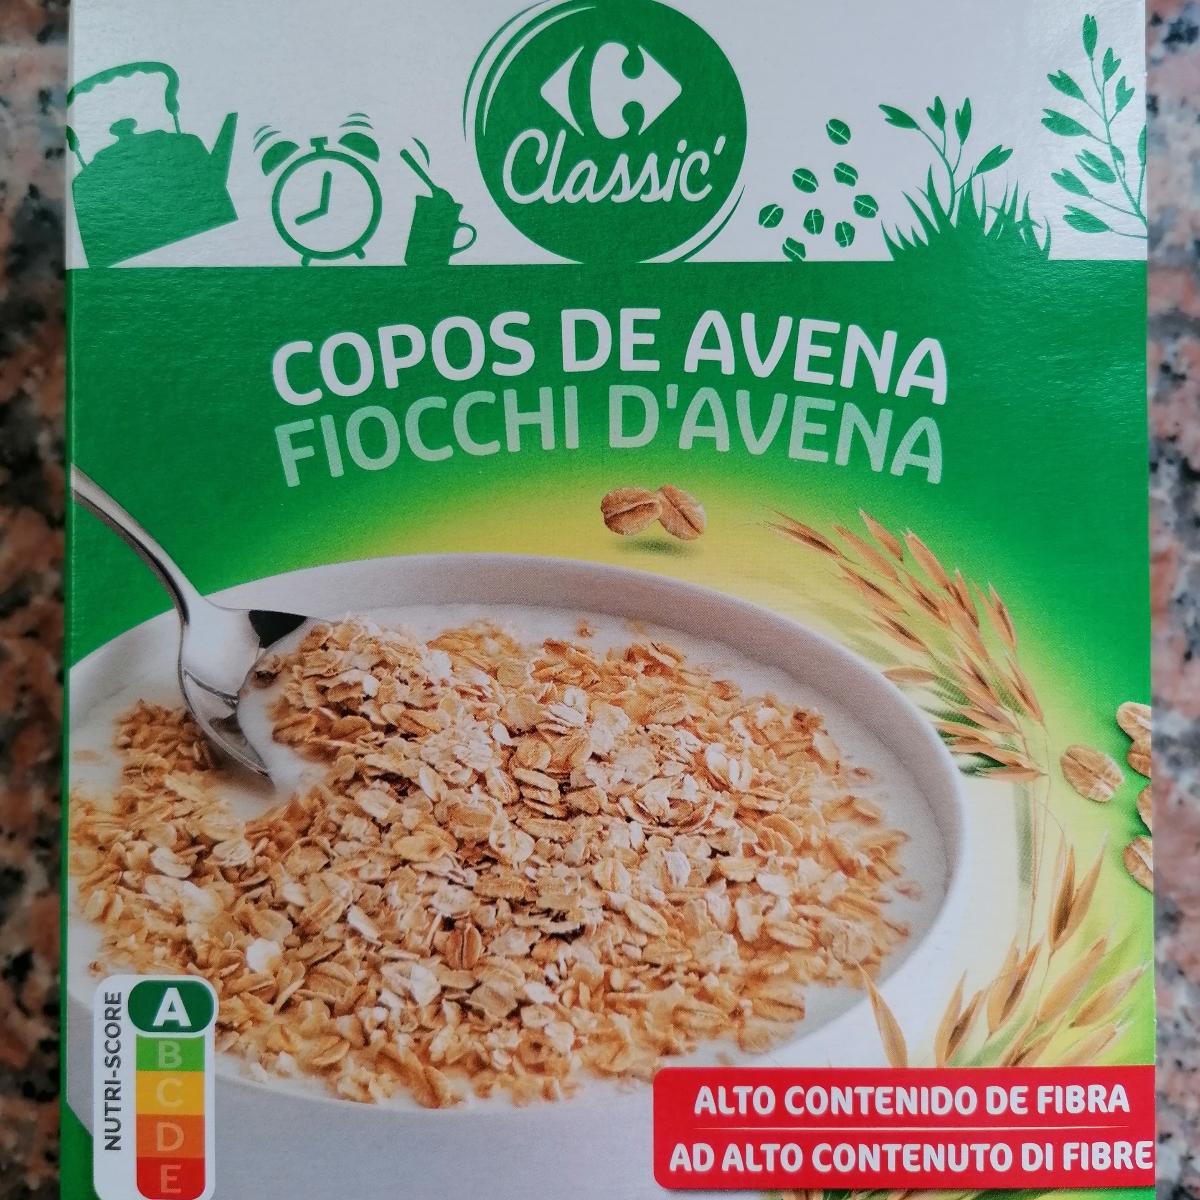 Classic'
COPOS DE AVENA
FIOCCHI D'AVENA
NUTRI-SCORE
A
B
C
D
E
ALTO CONTENIDO DE FIBRA
AD ALTO CONTENUTO DI FIBRE